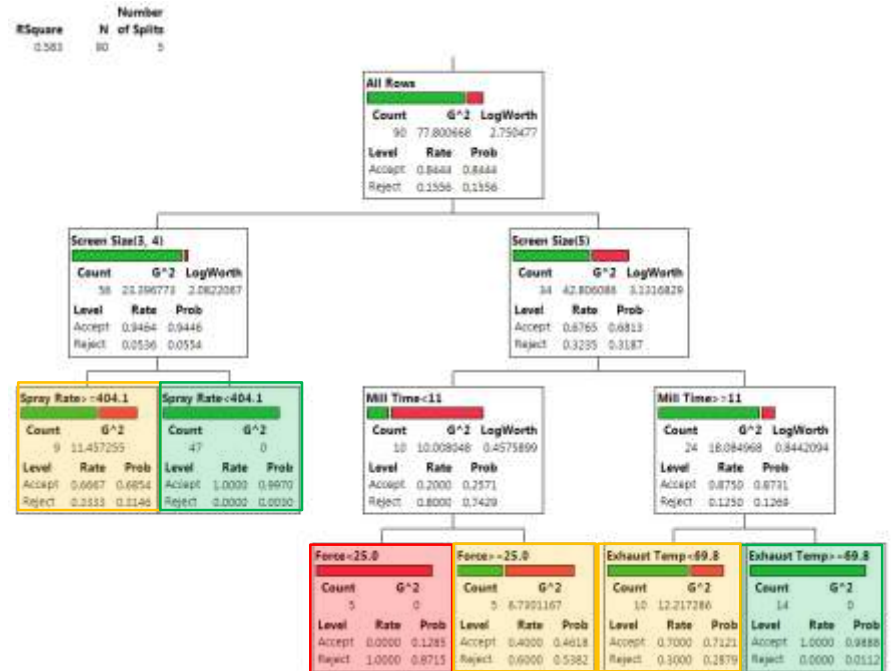 Number
RSquare N of Splits
0.583 90 5
All Rows
Count G^2 LogWorth
90 77.800668 2.750477
Level Rate Prob
Accept 0.8444 0.8444
Reject 0.1556 0.1556
Screen Size(3, 4)
Count G^2 LogWorth
56 23.396773 2.0822067
Level Rate Prob
Accept 0.9464 0.9446
Reject 0.0536 0.0554
Screen Size(5)
Count G^2 LogWorth
34 42.806088 3.1316829
Level Rate Prob
Accept 0.6765 0.6813
Reject 0.3235 0.3187
Spray Rate>=404.1
Count G^2
9 11.457255
Level Rate Prob
Accept 0.6667 0.6854
Reject 0.3333 0.3146
Spray Rate<404.1
Count G^2
47 0
Level Rate Prob
Accept 1.0000 0.9970
Reject 0.0000 0.0030
Mill Time<11
Count G^2 LogWorth
10 10.008048 0.4575899
Level Rate Prob
Accept 0.2000 0.2571
Reject 0.8000 0.7429
Mill Time>=11
Count G^2 LogWorth
24 18.084968 0.8442094
Level Rate Prob
Accept 0.8750 0.8731
Reject 0.1250 0.1269
Force<25.0
Count G^2
5 0
Level Rate Prob
Accept 0.0000 0.1285
Reject 1.0000 0.8715
Force>=25.0
Count G^2
5 6.7301167
Level Rate Prob
Accept 0.4000 0.4618
Reject 0.6000 0.5382
Exhaust Temp<69.8
Count G^2
10 12.217286
Level Rate Prob
Accept 0.7000 0.7121
Reject 0.3000 0.2879
Exhaust Temp>=69.8
Count G^2
14 0
Level Rate Prob
Accept 1.0000 0.9888
Reject 0.0000 0.0112